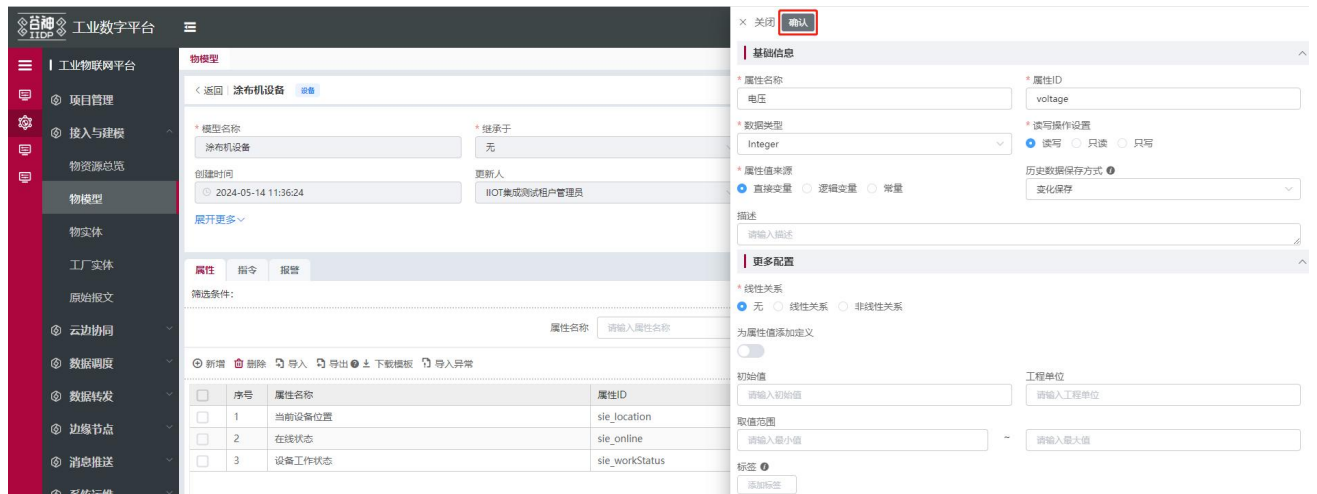 谷神
IIDP
工业数字平台
工业物联网平台
项目管理
接入与建模
物资源总览
物模型
物实体
工厂实体
原始报文
云边协同
数据调度
数据转发
边缘节点
消息推送
系统运维
物模型
< 返回 涂布机设备 设备
* 模型名称
涂布机设备
* 继承于
无
创建时间
2024-05-14 11:36:24
更新人
IIOT集成测试租户管理员
展开更多
属性 指令 报警
筛选条件:
属性名称 请输入属性名称
新增 删除 导入 导出 下载模板 导入异常
序号 属性名称 属性ID
1 当前设备位置 sie_location
2 在线状态 sie_online
3 设备工作状态 sie_workStatus
× 关闭 确认
基础信息
* 属性名称
电压
* 属性ID
voltage
* 数据类型
Integer
* 读写操作设置
读写 只读 只写
* 属性值来源
直接变量 逻辑变量 常量
历史数据保存方式
变化保存
描述
请输入描述
更多配置
* 线性关系
无 线性关系 非线性关系
为属性值添加定义
初始值
请输入初始值
工程单位
请输入工程单位
取值范围
请输入最小值 ~ 请输入最大值
标签
添加标签